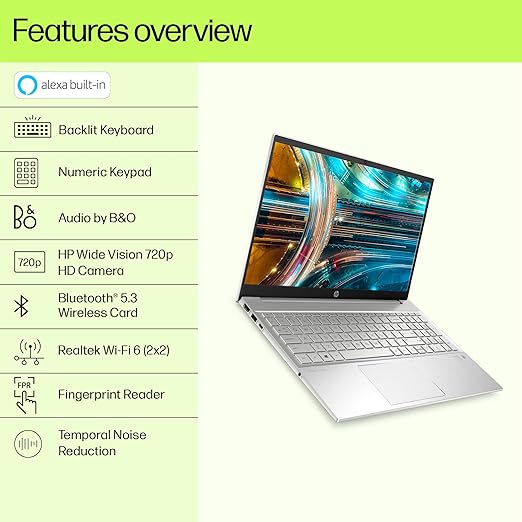 Features overview
alexa built-in
Backlit Keyboard
Numeric Keypad
B&O
Audio by B&O
720p
HP Wide Vision 720p
HD Camera
Bluetooth® 5.3
Wireless Card
Realtek Wi-Fi 6 (2x2)
FPR
Fingerprint Reader
Temporal Noise
Reduction
hp